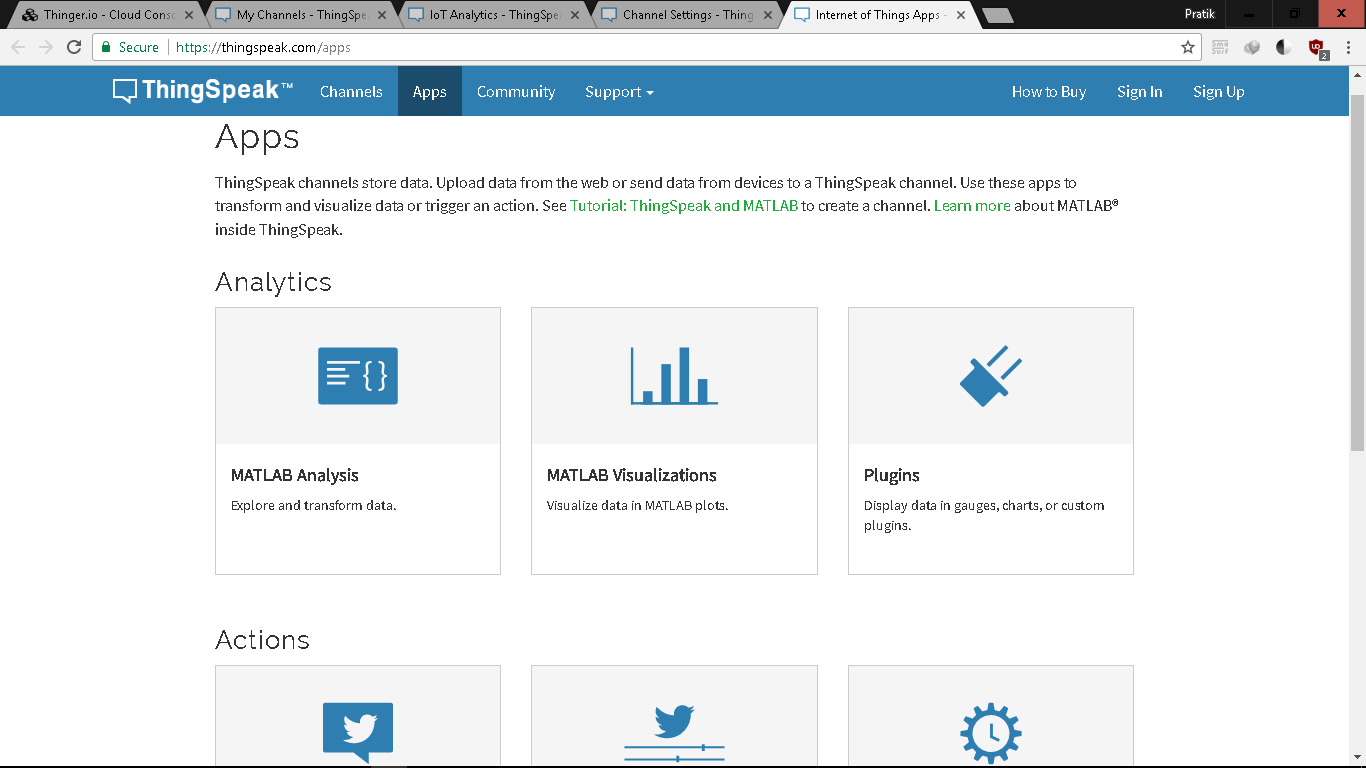 Thinger.io - Cloud Conso
My Channels - ThingSpe
IoT Analytics - ThingSpe
Channel Settings - Thing
Internet of Things Apps -
Pratik
Secure
https://thingspeak.com/apps
2
ThingSpeak™
Channels
Apps
Community
Support
How to Buy
Sign In
Sign Up
Apps
ThingSpeak channels store data. Upload data from the web or send data from devices to a ThingSpeak channel. Use these apps to
transform and visualize data or trigger an action. See Tutorial: ThingSpeak and MATLAB to create a channel. Learn more about MATLAB®
inside ThingSpeak.
Analytics
MATLAB Analysis
Explore and transform data.
MATLAB Visualizations
Visualize data in MATLAB plots.
Plugins
Display data in gauges, charts, or custom
plugins.
Actions